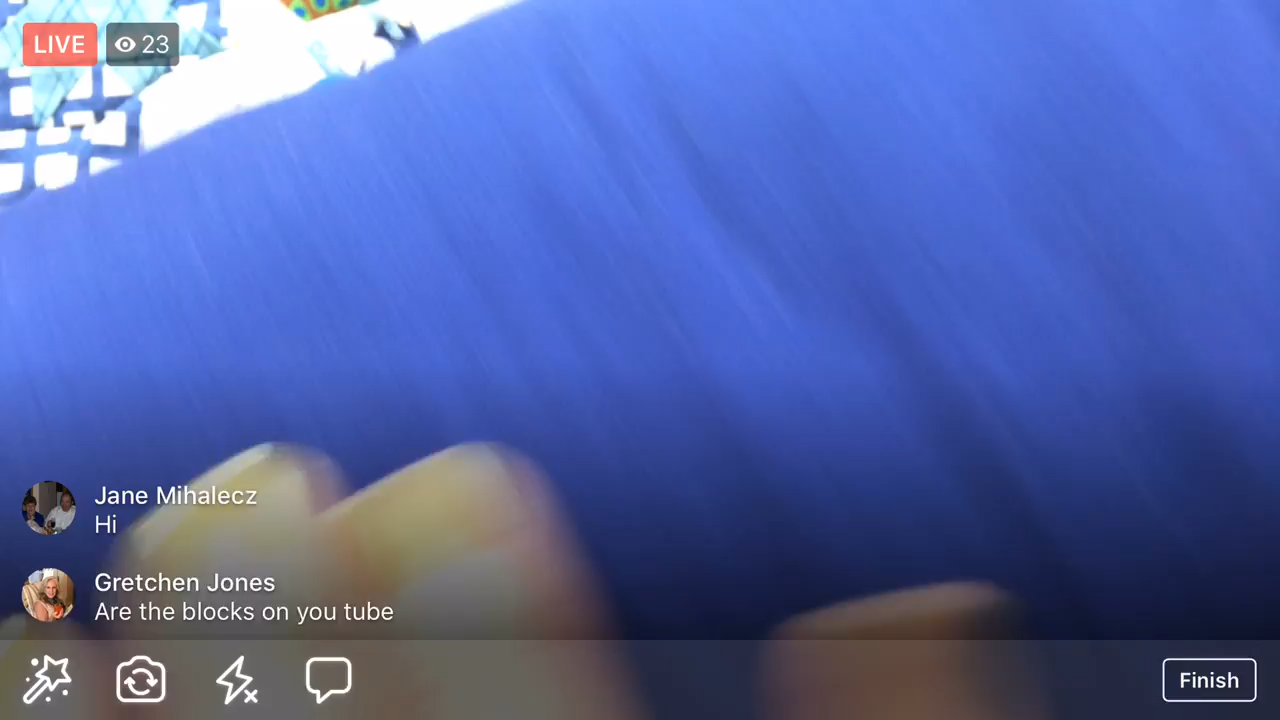 LIVE 23
Jane Mihalecz
Hi
Gretchen Jones
Are the blocks on you tube
Finish